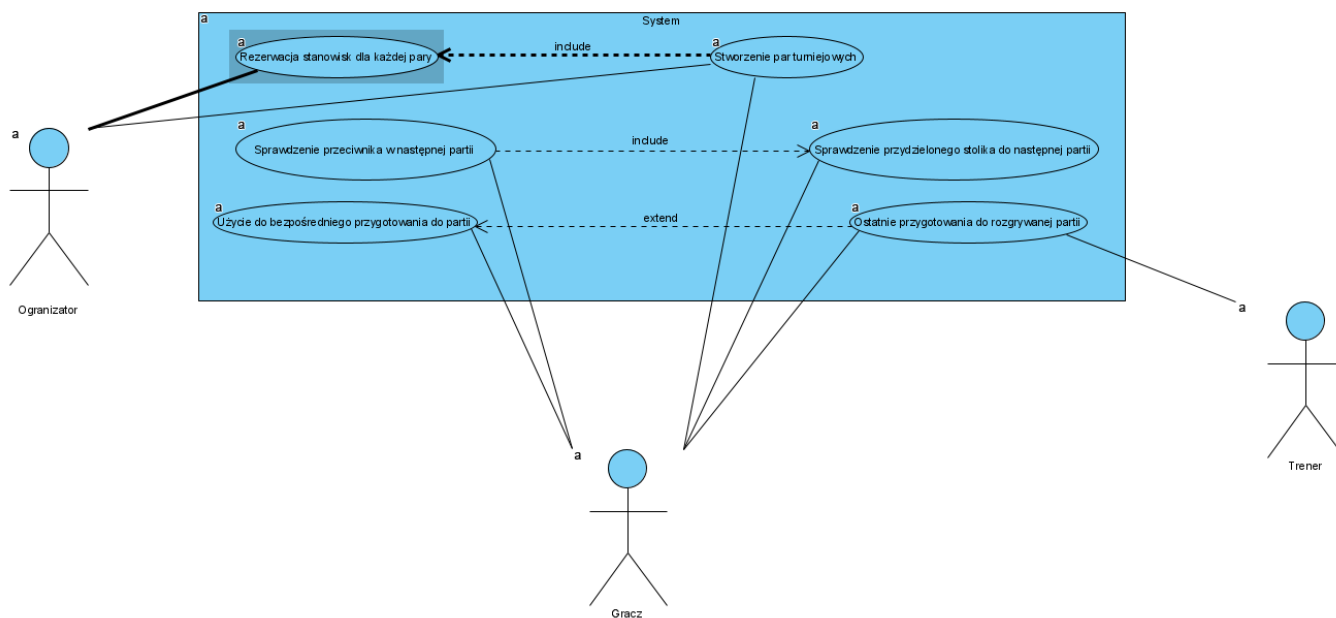 a
System
a
Rezerwacja stanowisk dla każdej pary
include
a
Stworzenie par turniejowych
a
Ogranizator
a
Sprawdzenie przeciwnika w następnej partii
include
a
Sprawdzenie przydzielonego stolika do następnej partii
a
Użycie do bezpośredniego przygotowania do partii
extend
a
Ostatnie przygotowania do rozgrywanej partii
a
Trener
a
Gracz